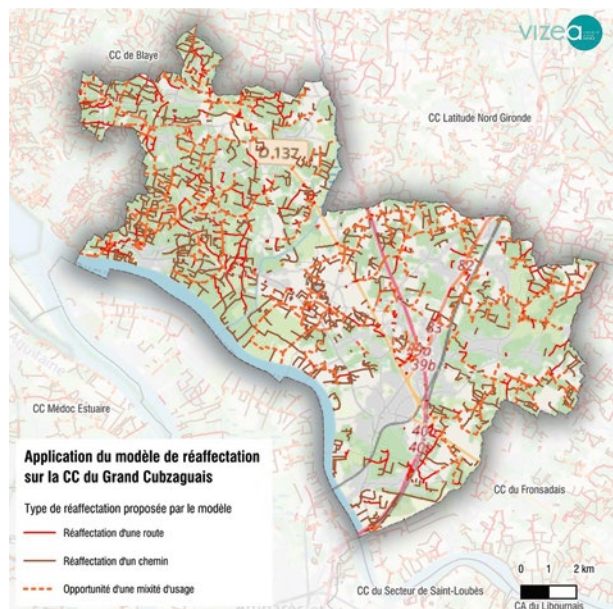 vizea
CC de Blaye
CC Latitude Nord Gironde
D.137
Aquitaine
CC Médoc Estuaire
39b
Application du modèle de réaffectation
sur la CC du Grand Cubzaguais
Type de réaffectation proposée par le modèle
Réaffectation d'une route
Réaffectation d'un chemin
Opportunité d'une mixité d'usage
CC du Fronsadais
0 1 2 km
CC du Secteur de Saint-Loubès
CA du Libournais